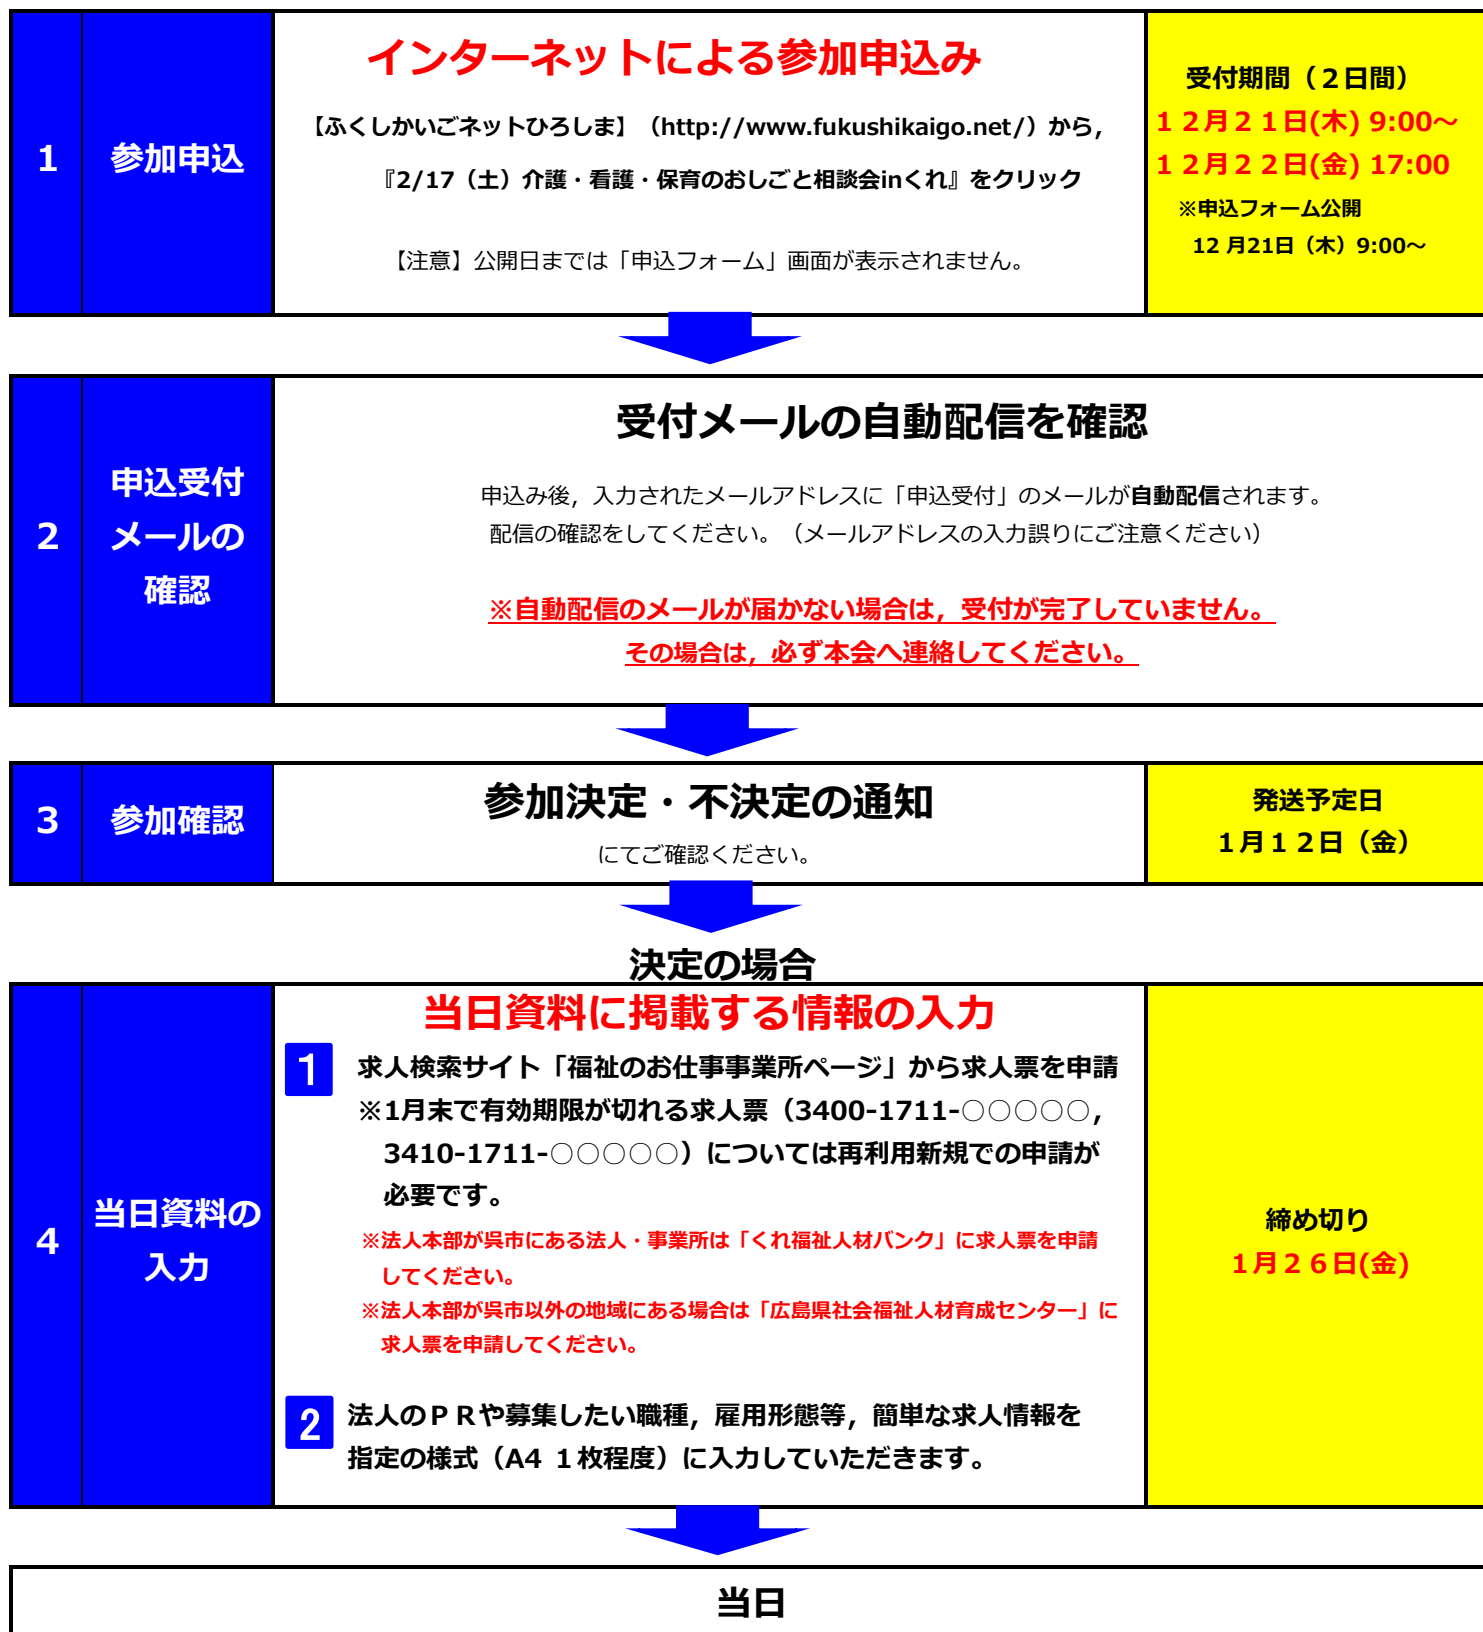 1
参加申込
インターネットによる参加申込み
【ふくしかいごネットひろしま】（http://www.fukushikaigo.net/）から，
『2/17（土）介護・看護・保育のおしごと相談会inくれ』をクリック
【注意】公開日までは「申込フォーム」画面が表示されません。
受付期間（２日間）
１２月２１日(木) 9:00～
１２月２２日(金) 17:00
※申込フォーム公開
12 月21日（木）9:00～
2
申込受付
メールの
確認
受付メールの自動配信を確認
申込み後，入力されたメールアドレスに「申込受付」のメールが自動配信されます。
配信の確認をしてください。（メールアドレスの入力誤りにご注意ください）
※自動配信のメールが届かない場合は，受付が完了していません。
その場合は，必ず本会へ連絡してください。
3
参加確認
参加決定・不決定の通知
にてご確認ください。
発送予定日
１月１２日（金）
決定の場合
4
当日資料の
入力
当日資料に掲載する情報の入力
1 求人検索サイト「福祉のお仕事事業所ページ」から求人票を申請
※1月末で有効期限が切れる求人票（3400-1711-○○○○○，
3410-1711-○○○○○）については再利用新規での申請が
必要です。
※法人本部が呉市にある法人・事業所は「くれ福祉人材バンク」に求人票を申請
してください。
※法人本部が呉市以外の地域にある場合は「広島県社会福祉人材育成センター」に
求人票を申請してください。
2 法人のＰＲや募集したい職種，雇用形態等，簡単な求人情報を
指定の様式（A4 １枚程度）に入力していただきます。
締め切り
１月２６日(金)
当日